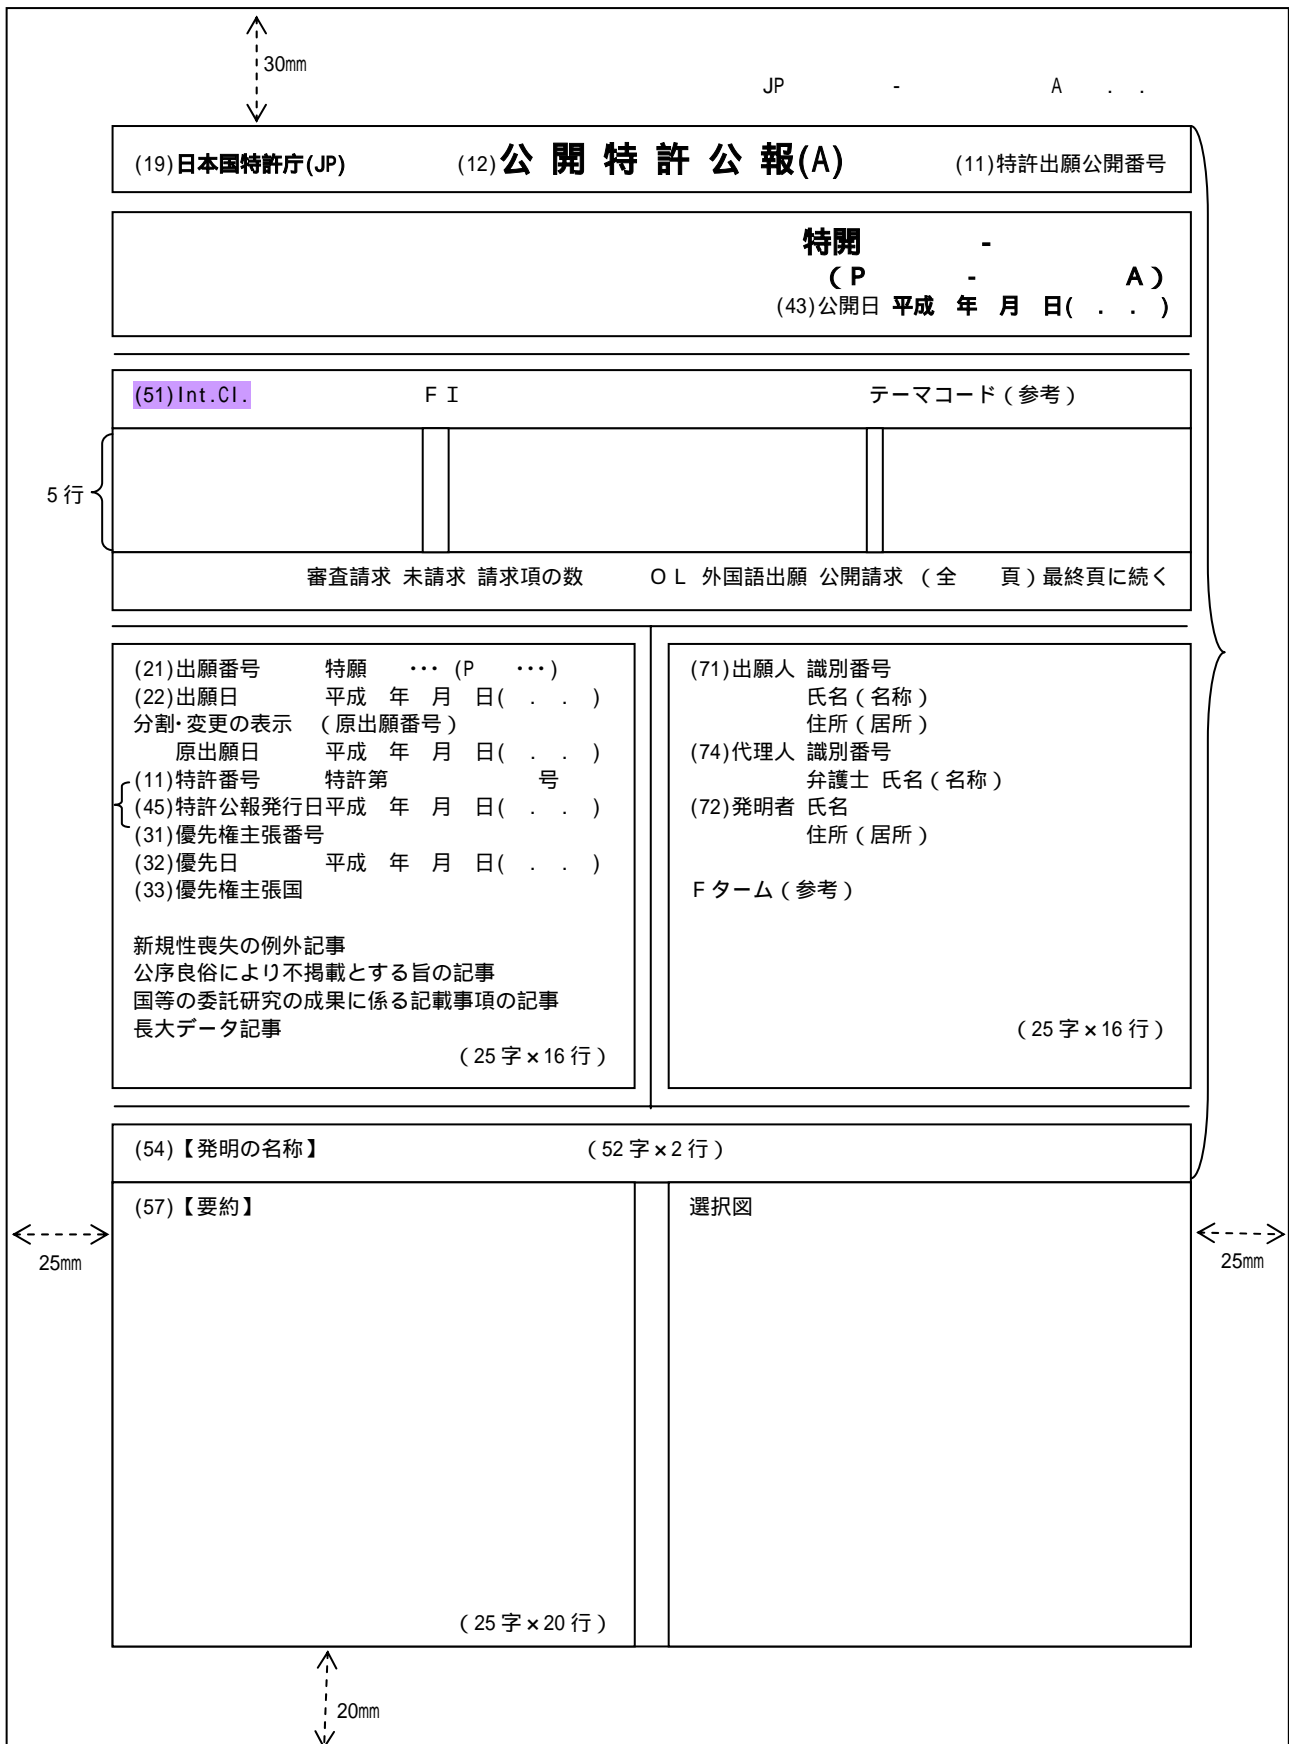 30㎜
JP - A . .
(19)日本国特許庁(JP) (12)公開特許公報(A) (11)特許出願公開番号
特開 -
(P - A)
(43)公開日 平成 年 月 日( . . )
(51)Int.Cl. FI テーマコード(参考)
5行
審査請求 未請求 請求項の数 OL 外国語出願 公開請求 (全 頁)最終頁に続く
(21)出願番号 特願 ・・・ (P ・・・)
(22)出願日 平成 年 月 日( . . )
分割・変更の表示 (原出願番号)
原出願日 平成 年 月 日( . . )
(11)特許番号 特許第 号
(45)特許公報発行日平成 年 月 日( . . )
(31)優先権主張番号
(32)優先日 平成 年 月 日( . . )
(33)優先権主張国
新規性喪失の例外記事
公序良俗により不掲載とする旨の記事
国等の委託研究の成果に係る記載事項の記事
長大データ記事
(25字×16行)
(71)出願人 識別番号
氏名(名称)
住所(居所)
(74)代理人 識別番号
弁護士 氏名(名称)
(72)発明者 氏名
住所(居所)
Fターム(参考)
(25字×16行)
(54)【発明の名称】 (52字×2行)
(57)【要約】
(25字×20行)
選択図
25㎜
25㎜
20㎜